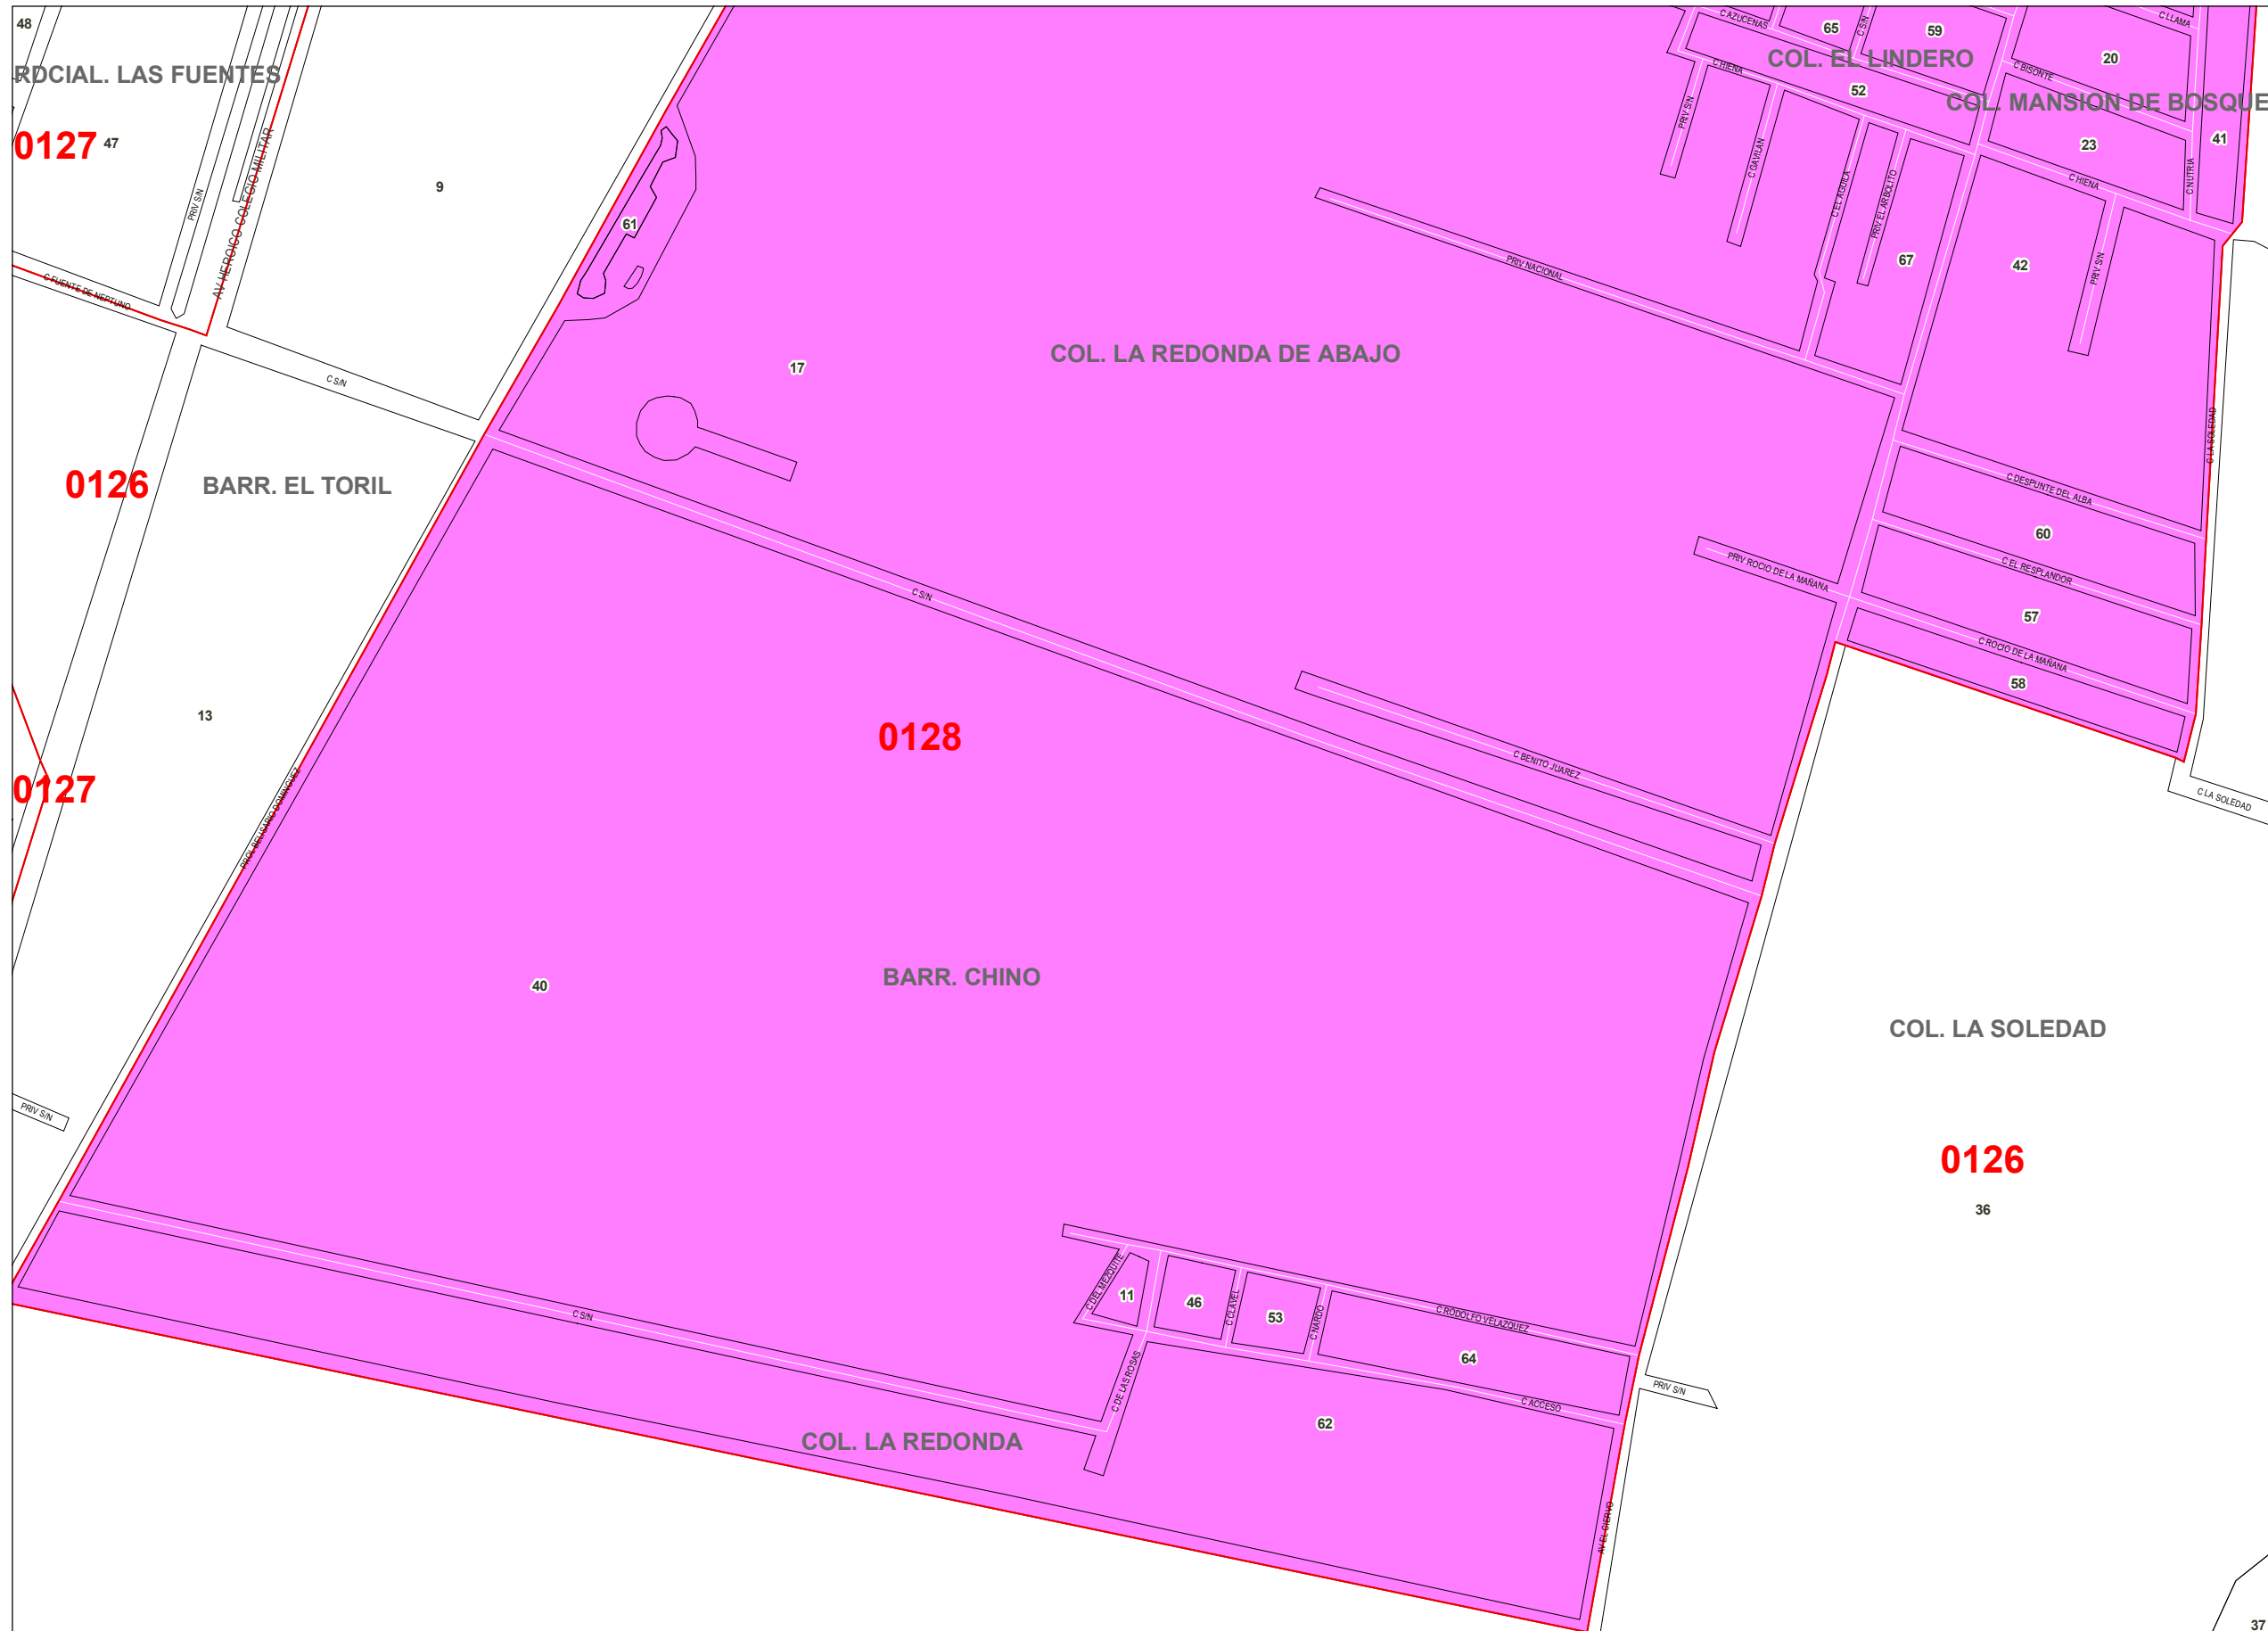 48
C AZUCENAS
65
C S/N
59
C LLAMA
COL. EL LINDERO
20
RDCIAL. LAS FUENTES
C HIENA
C BISONTE
52
COL. MANSION DE BOSQUE
PRIV S/N
0127
47
AV HEROICO COLEGIO MILITAR
C GAVILAN
41
23
9
PRIV S/N
C EL AGUILA
PRIV EL ARBOLITO
C HIENA
C NUTRIA
61
PRIV NACIONAL
67
42
PRIV S/N
C FUENTE DE NEPTUNO
COL. LA REDONDA DE ABAJO
17
C S/N
C LA SOLEDAD
0126
BARR. EL TORIL
C DESPUNTE DEL ALBA
60
PRIV ROCIO DE LA MAÑANA
C EL RESPLANDOR
C S/N
57
C ROCIO DE LA MAÑANA
58
13
0128
C BENITO JUAREZ
0127
PROL BELISARIO DOMINGUEZ
C LA SOLEDAD
BARR. CHINO
40
COL. LA SOLEDAD
PRIV S/N
0126
36
C DEL MEZQUITE
11
46
C CLAVEL
53
C NARDO
C RODOLFO VELAZQUEZ
C S/N
64
C DE LAS ROSAS
PRIV S/N
C ACCESO
62
COL. LA REDONDA
AV EL CIERVO
37